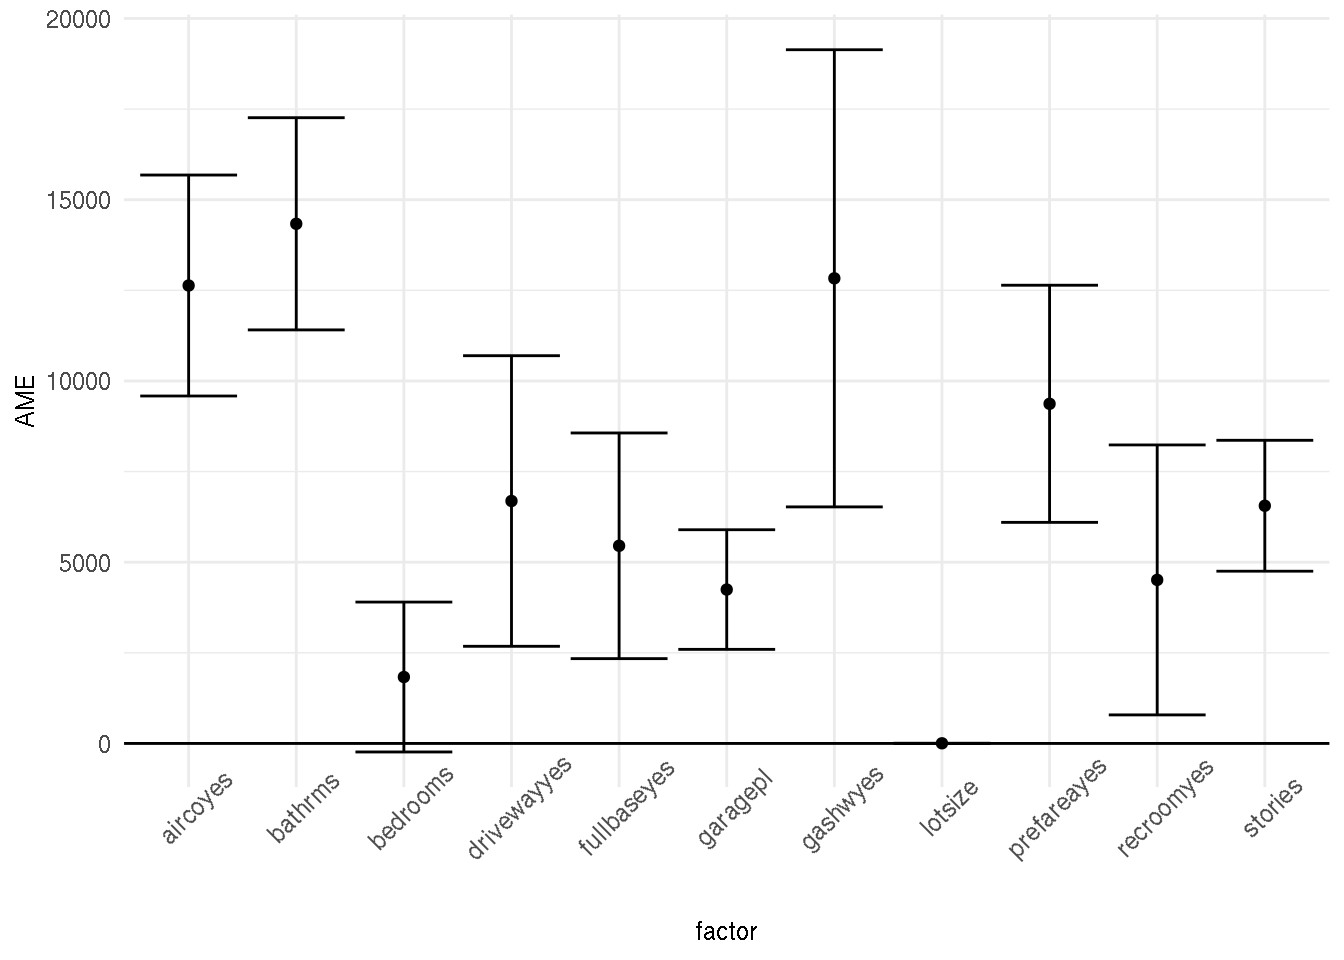 20000
15000
10000
5000
0
AME
aircoyes
bathrms
bedrooms
drivewayyes
fullbaseyes
garagepl
gashwyes
lotsize
prefareayes
recroomyes
stories
factor